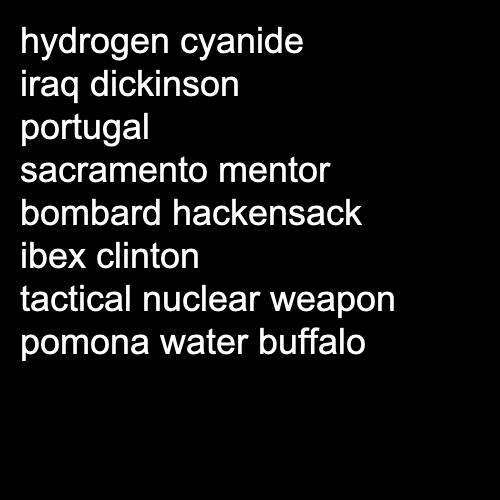 hydrogen cyanide
iraq dickinson
portugal
sacramento mentor
bombard hackensack
ibex clinton
tactical nuclear weapon
pomona water buffalo